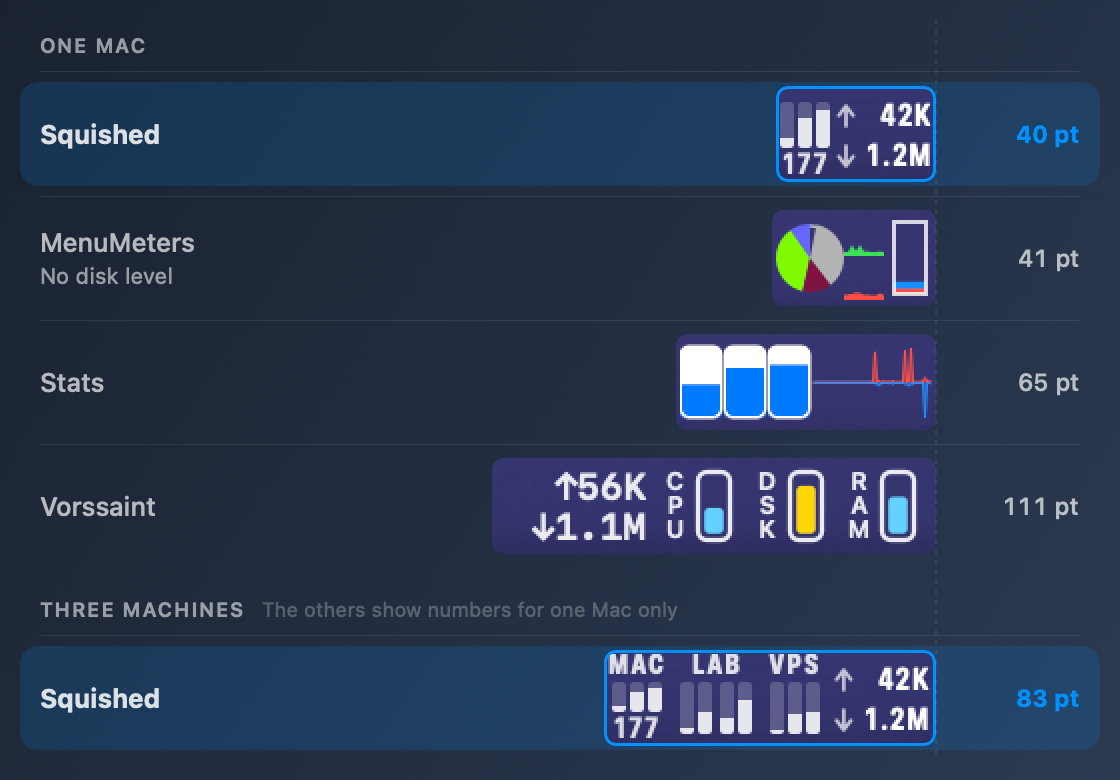 ONE MAC
Squished
↑ 42K
177 ↓ 1.2M
40 pt
MenuMeters
No disk level
41 pt
Stats
65 pt
Vorssaint
↑56K
↓1.1M
CPU
DSK
RAM
111 pt
THREE MACHINES The others show numbers for one Mac only
Squished
MAC LAB VPS
↑ 42K
177 ↓ 1.2M
83 pt